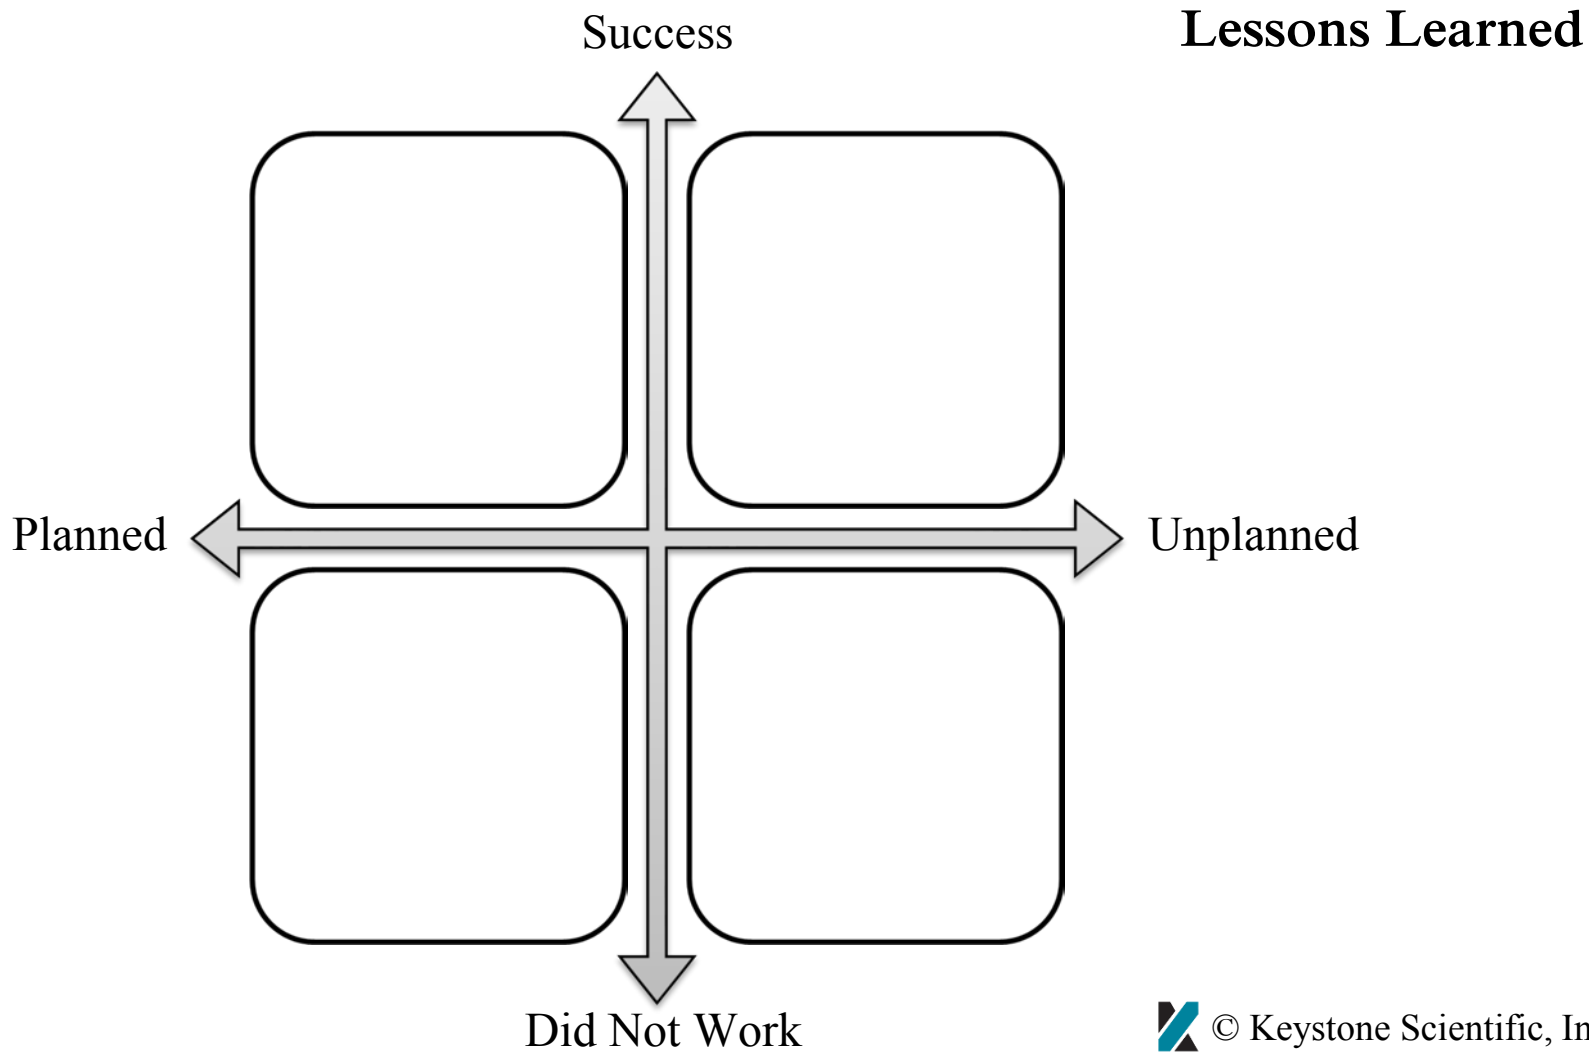 Success
Lessons Learned
Planned
Unplanned
Did Not Work
© Keystone Scientific, In